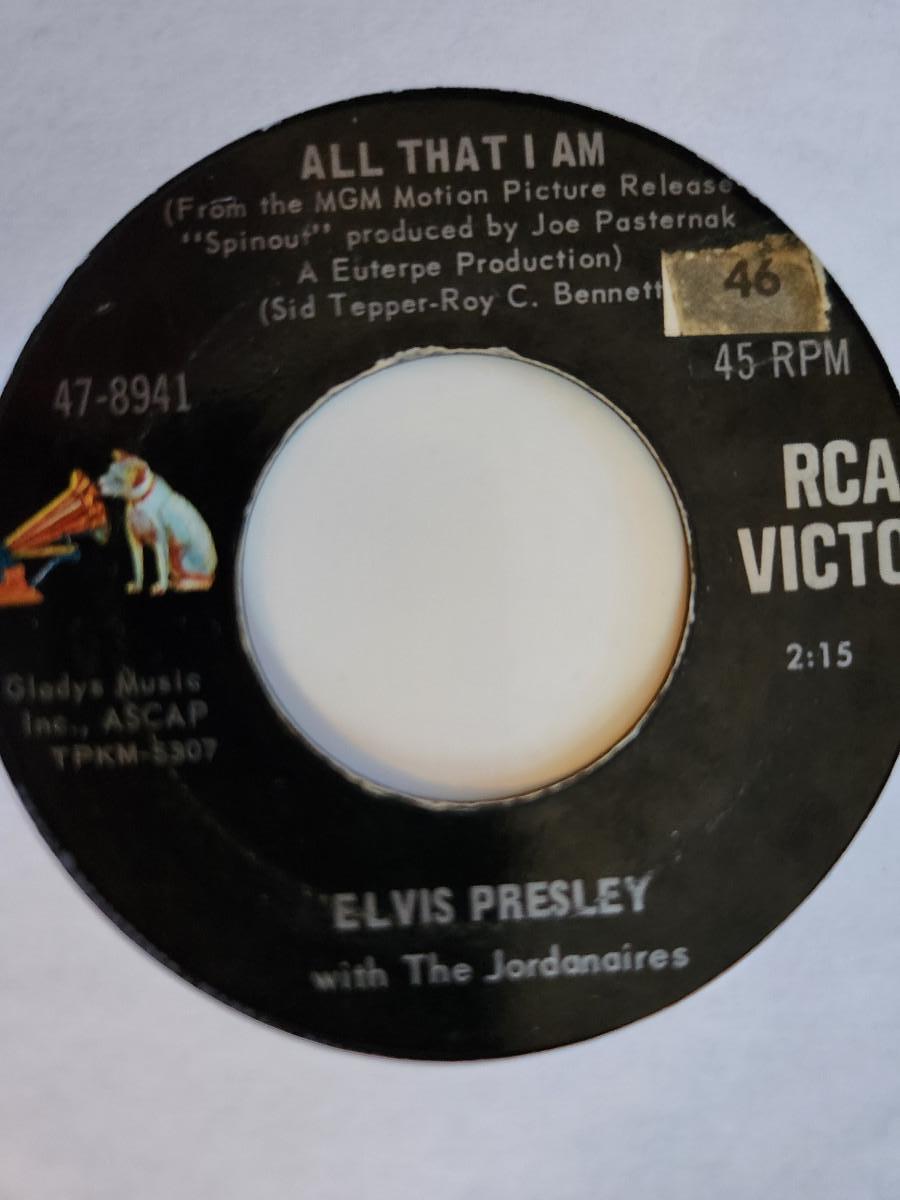 ALL THAT I AM
(From the MGM Motion Picture Release
"Spinout" produced by Joe Pasternak
A Euterpe Production)
(Sid Tepper-Roy C. Bennett
46
45 RPM
47-8941
RCA
VICTO
2:15
Gladys Music
Inc., ASCAP
TPKM-5307
ELVIS PRESLEY
with The Jordanaires